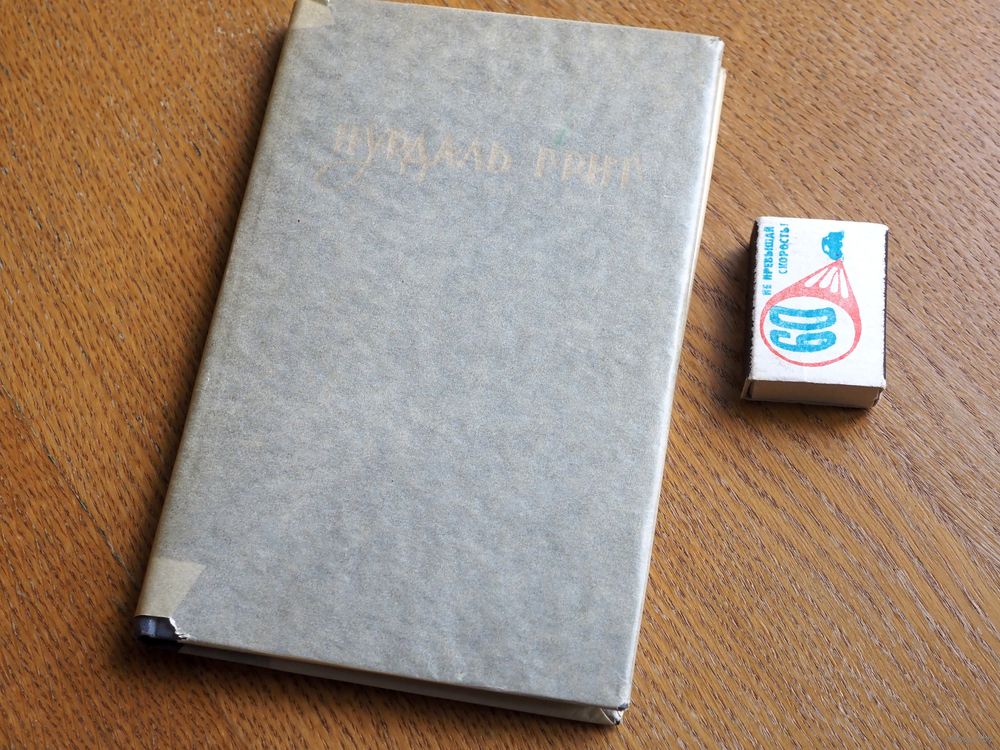 НУРДАЛЬ ГРИГ
НЕ ПРЕВЫШАЙ
СКОРОСТЬ!
60